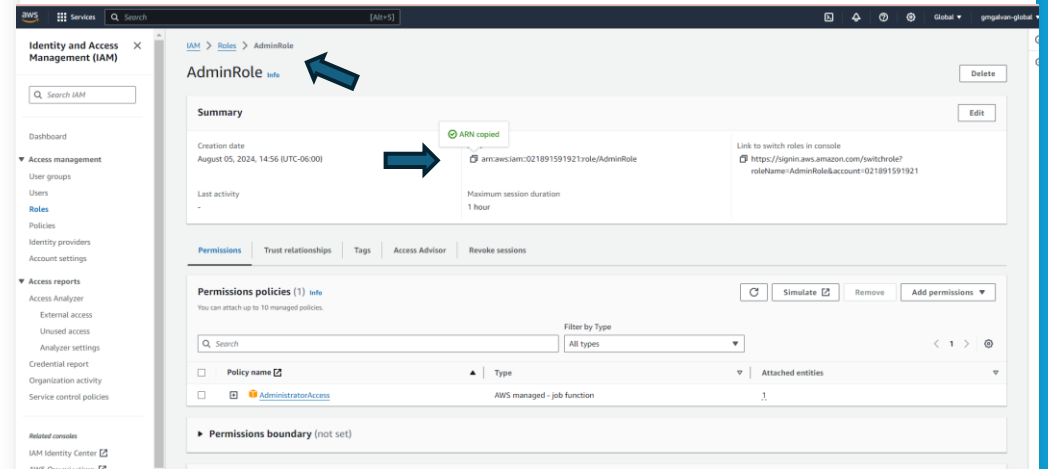 aws
Services
Search
[Alt+S]
Global
gmgalvan-global
Identity and Access
Management (IAM)
Search IAM
Dashboard
Access management
User groups
Users
Roles
Policies
Identity providers
Account settings
Access reports
Access Analyzer
External access
Unused access
Analyzer settings
Credential report
Organization activity
Service control policies
Related consoles
IAM Identity Center
AWS Organizations
IAM > Roles > AdminRole
AdminRole Info
Delete
Summary
Edit
Creation date
August 05, 2024, 14:56 (UTC-06:00)
ARN copied
arn:aws:iam::021891591921:role/AdminRole
Link to switch roles in console
https://signin.aws.amazon.com/switchrole?
roleName=AdminRole&account=021891591921
Last activity
-
Maximum session duration
1 hour
Permissions
Trust relationships
Tags
Access Advisor
Revoke sessions
Permissions policies (1) Info
You can attach up to 10 managed policies.
Simulate
Remove
Add permissions
Filter by Type
Search
All types
1
Policy name
Type
Attached entities
AdministratorAccess
AWS managed - job function
1
Permissions boundary (not set)